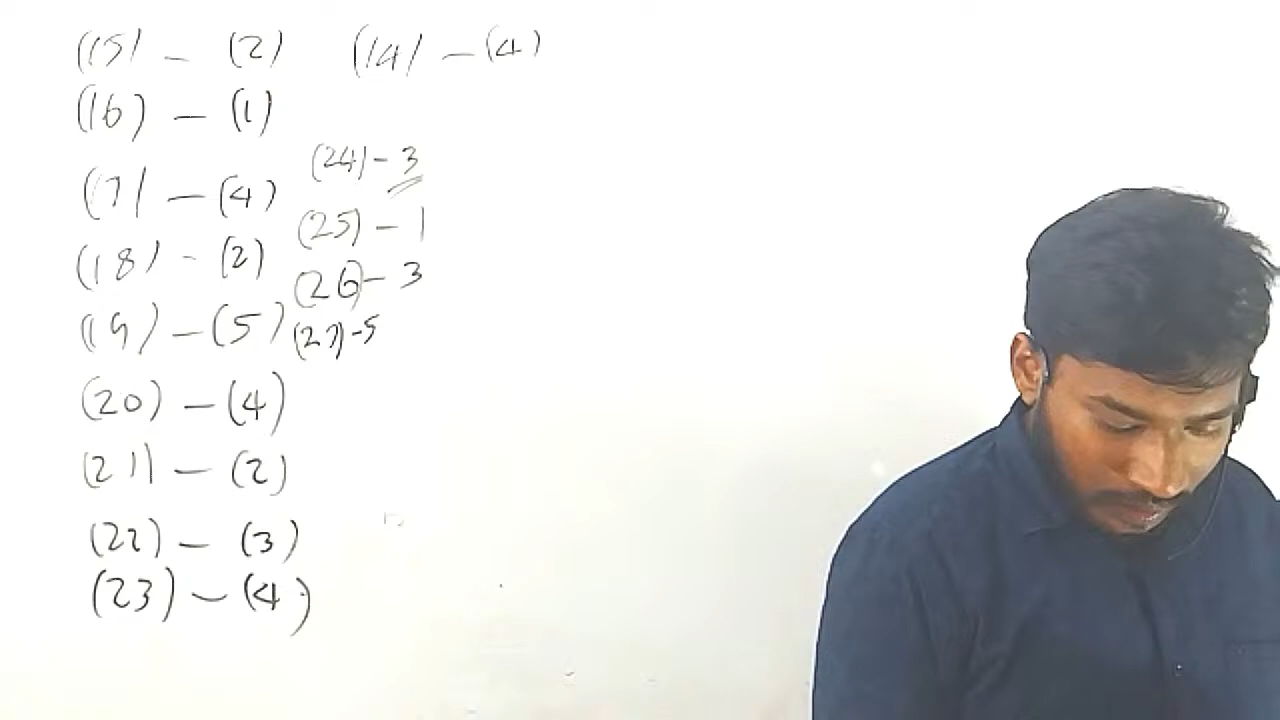 (15) - (2) (14) - (4)
(16) - (1)
(24) - 3
(17) - (4)
(25) - 1
(18) - (2)
(26) - 3
(19) - (5) (27) - 5
(20) - (4)
(21) - (2)
(22) - (3)
(23) - (4)